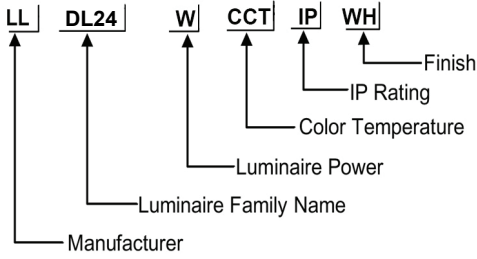 LL DL24 W CCT IP WH
Finish
IP Rating
Color Temperature
Luminaire Power
Luminaire Family Name
Manufacturer